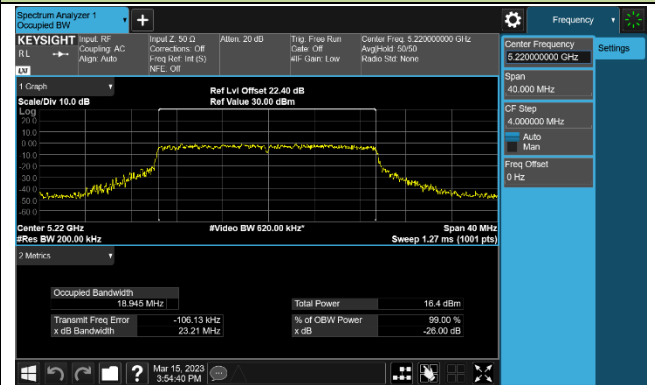 Spectrum Analyzer 1
Occupied BW
Frequency
KEYSIGHT
RL
LXI
Input: RF
Coupling: AC
Align: Auto
Input Z: 50 Ω
Corrections: Off
Freq Ref: Int (S)
NFE: Off
Atten: 20 dB
Trig: Free Run
Gate: Off
#IF Gain: Low
Center Freq: 5.220000000 GHz
Avg|Hold: 50/50
Radio Std: None
Center Frequency
5.220000000 GHz
Settings
Span
40.000 MHz
CF Step
4.000000 MHz
Auto
Man
Freq Offset
0 Hz
1 Graph
Scale/Div 10.0 dB
Ref Lvl Offset 22.40 dB
Ref Value 30.00 dBm
Log
20.0
10.0
0.00
-10.0
-20.0
-30.0
-40.0
-50.0
-60.0
Center 5.22 GHz
#Res BW 200.00 kHz
#Video BW 620.00 kHz*
Span 40 MHz
Sweep 1.27 ms (1001 pts)
2 Metrics
Occupied Bandwidth
18.945 MHz
Total Power 16.4 dBm
Transmit Freq Error -106.13 kHz
% of OBW Power 99.00 %
x dB Bandwidth 23.21 MHz
x dB -26.00 dB
?
Mar 15, 2023
3:54:40 PM